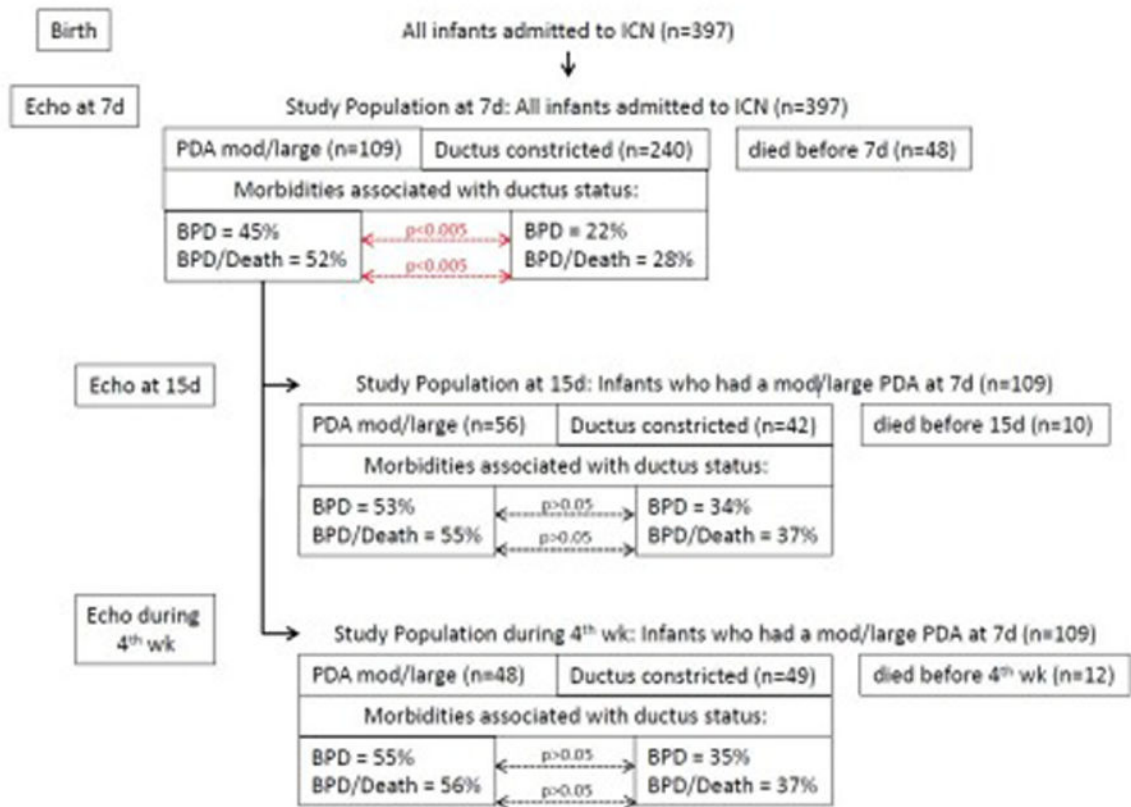 Birth
All infants admitted to ICN (n=397)
Echo at 7d
Study Population at 7d: All infants admitted to ICN (n=397)
PDA mod/large (n=109) Ductus constricted (n=240) died before 7d (n=48)
Morbidities associated with ductus status:
BPD = 45% p<0.005 BPD = 22%
BPD/Death = 52% p<0.005 BPD/Death = 28%
Echo at 15d
Study Population at 15d: Infants who had a mod/large PDA at 7d (n=109)
PDA mod/large (n=56) Ductus constricted (n=42) died before 15d (n=10)
Morbidities associated with ductus status:
BPD = 53% p>0.05 BPD = 34%
BPD/Death = 55% p>0.05 BPD/Death = 37%
Echo during
4th wk
Study Population during 4th wk: Infants who had a mod/large PDA at 7d (n=109)
PDA mod/large (n=48) Ductus constricted (n=49) died before 4th wk (n=12)
Morbidities associated with ductus status:
BPD = 55% p>0.05 BPD = 35%
BPD/Death = 56% p>0.05 BPD/Death = 37%